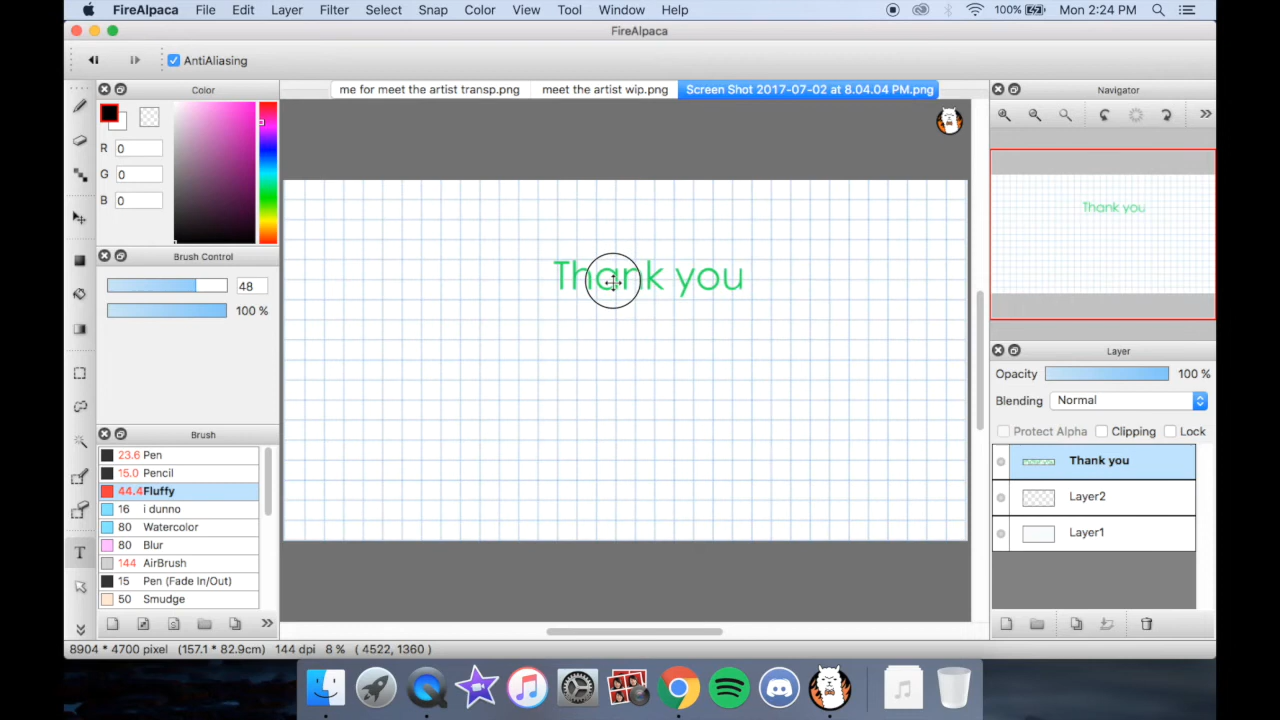 FireAlpaca File Edit Layer Filter Select Snap Color View Tool Window Help 100% Mon 2:24 PM
FireAlpaca
AntiAliasing
Color
me for meet the artist transp.png meet the artist wip.png Screen Shot 2017-07-02 at 8.04.04 PM.png
Navigator
R 0
G 0
B 0
Thank you
Brush Control
48
100 %
Thank you
Layer
Opacity 100 %
Blending Normal
Protect Alpha Clipping Lock
Brush
23.6 Pen
15.0 Pencil
44.4 Fluffy
16 i dunno
80 Watercolor
80 Blur
144 AirBrush
15 Pen (Fade In/Out)
50 Smudge
Thank you
Layer2
Layer1
T
8904 * 4700 pixel (157.1 * 82.9cm) 144 dpi 8 % ( 4522, 1360 )